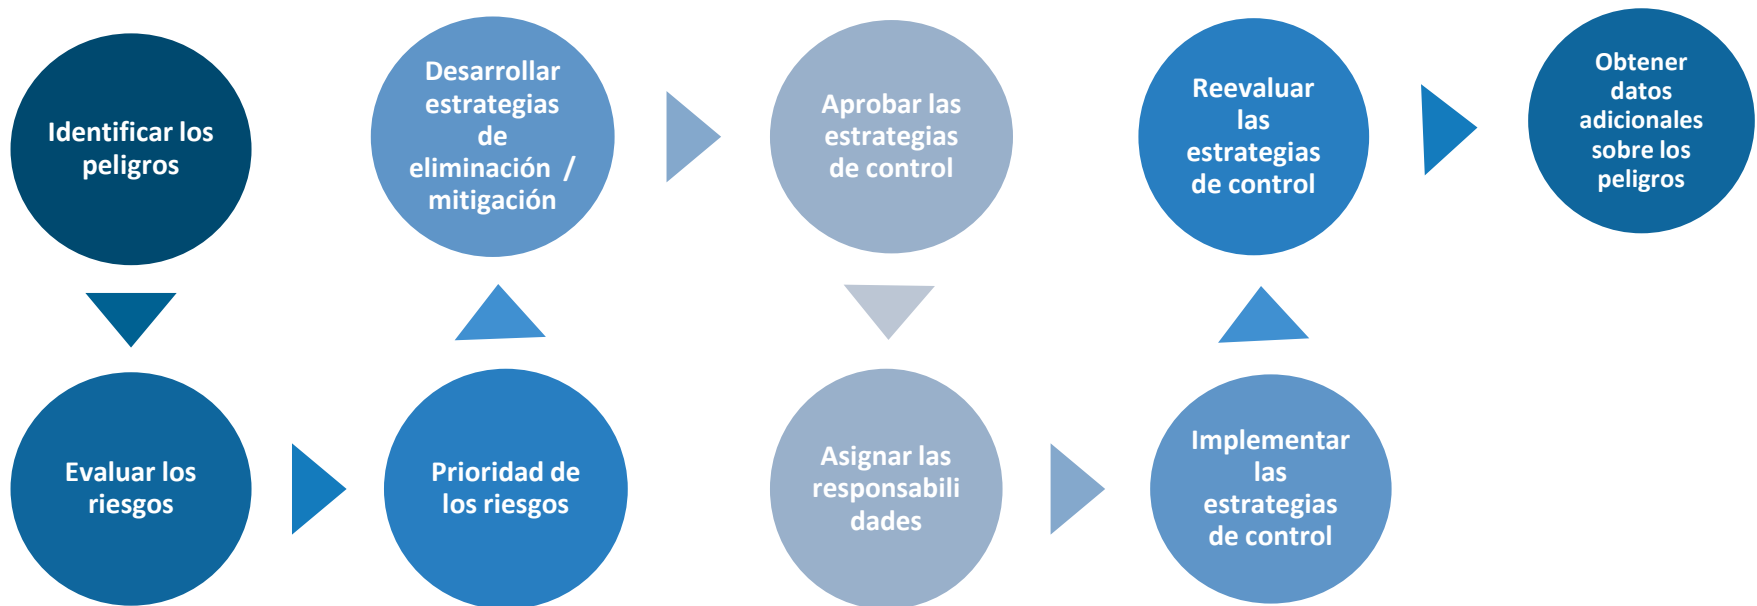 Identificar los
peligros
Evaluar los
riesgos
Prioridad de
los riesgos
Desarrollar
estrategias
de
eliminación /
mitigación
Aprobar las
estrategias
de control
Asignar las
responsabili
dades
Implementar
las
estrategias
de control
Reevaluar
las
estrategias
de control
Obtener
datos
adicionales
sobre los
peligros